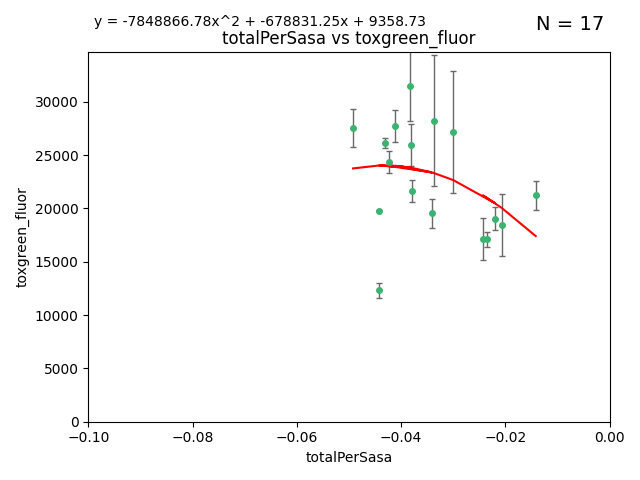 y = -7848866.78x^2 + -678831.25x + 9358.73
N = 17
totalPerSasa vs toxgreen_fluor
toxgreen_fluor
30000
25000
20000
15000
10000
5000
0
−0.10
−0.08
−0.06
−0.04
−0.02
0.00
totalPerSasa